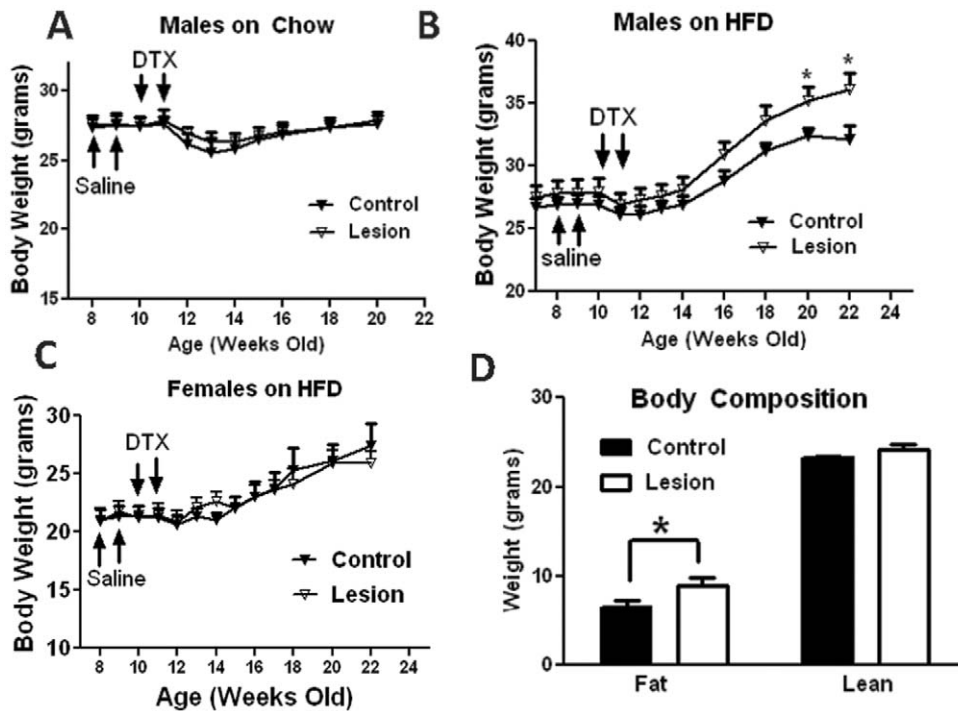 A
Males on Chow
DTX
Body Weight (grams)
30
25
20
15
Saline
Control
Lesion
8 10 12 14 16 18 20 22
Age (Weeks Old)
B
Males on HFD
DTX
Body Weight (grams)
40
35
30
25
20
* *
saline
Control
Lesion
8 10 12 14 16 18 20 22 24
Age (Weeks Old)
C
Females on HFD
DTX
Body Weight (grams)
30
25
20
15
10
Saline
Control
Lesion
8 10 12 14 16 18 20 22 24
Age (Weeks Old)
D
Body Composition
Weight (grams)
30
20
10
0
Control
Lesion
*
Fat Lean